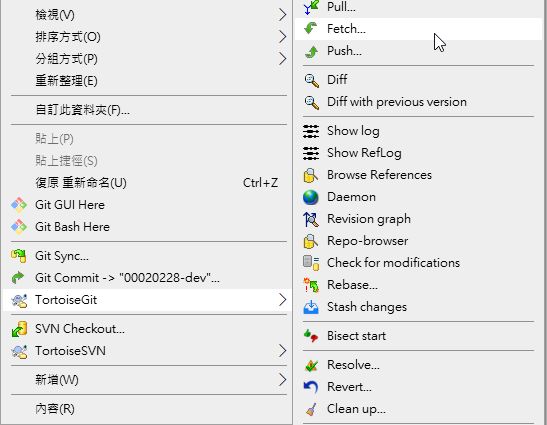 檢視(V)
排序方式(O)
分組方式(P)
重新整理(E)
自訂此資料夾(F)...
貼上(P)
貼上捷徑(S)
復原 重新命名(U) Ctrl+Z
Git GUI Here
Git Bash Here
Git Sync...
Git Commit -> "00020228-dev"...
TortoiseGit
SVN Checkout...
TortoiseSVN
新增(W)
內容(R)
Pull...
Fetch...
Push...
Diff
Diff with previous version
Show log
Show RefLog
Browse References
Daemon
Revision graph
Repo-browser
Check for modifications
Rebase...
Stash changes
Bisect start
Resolve...
Revert...
Clean up...